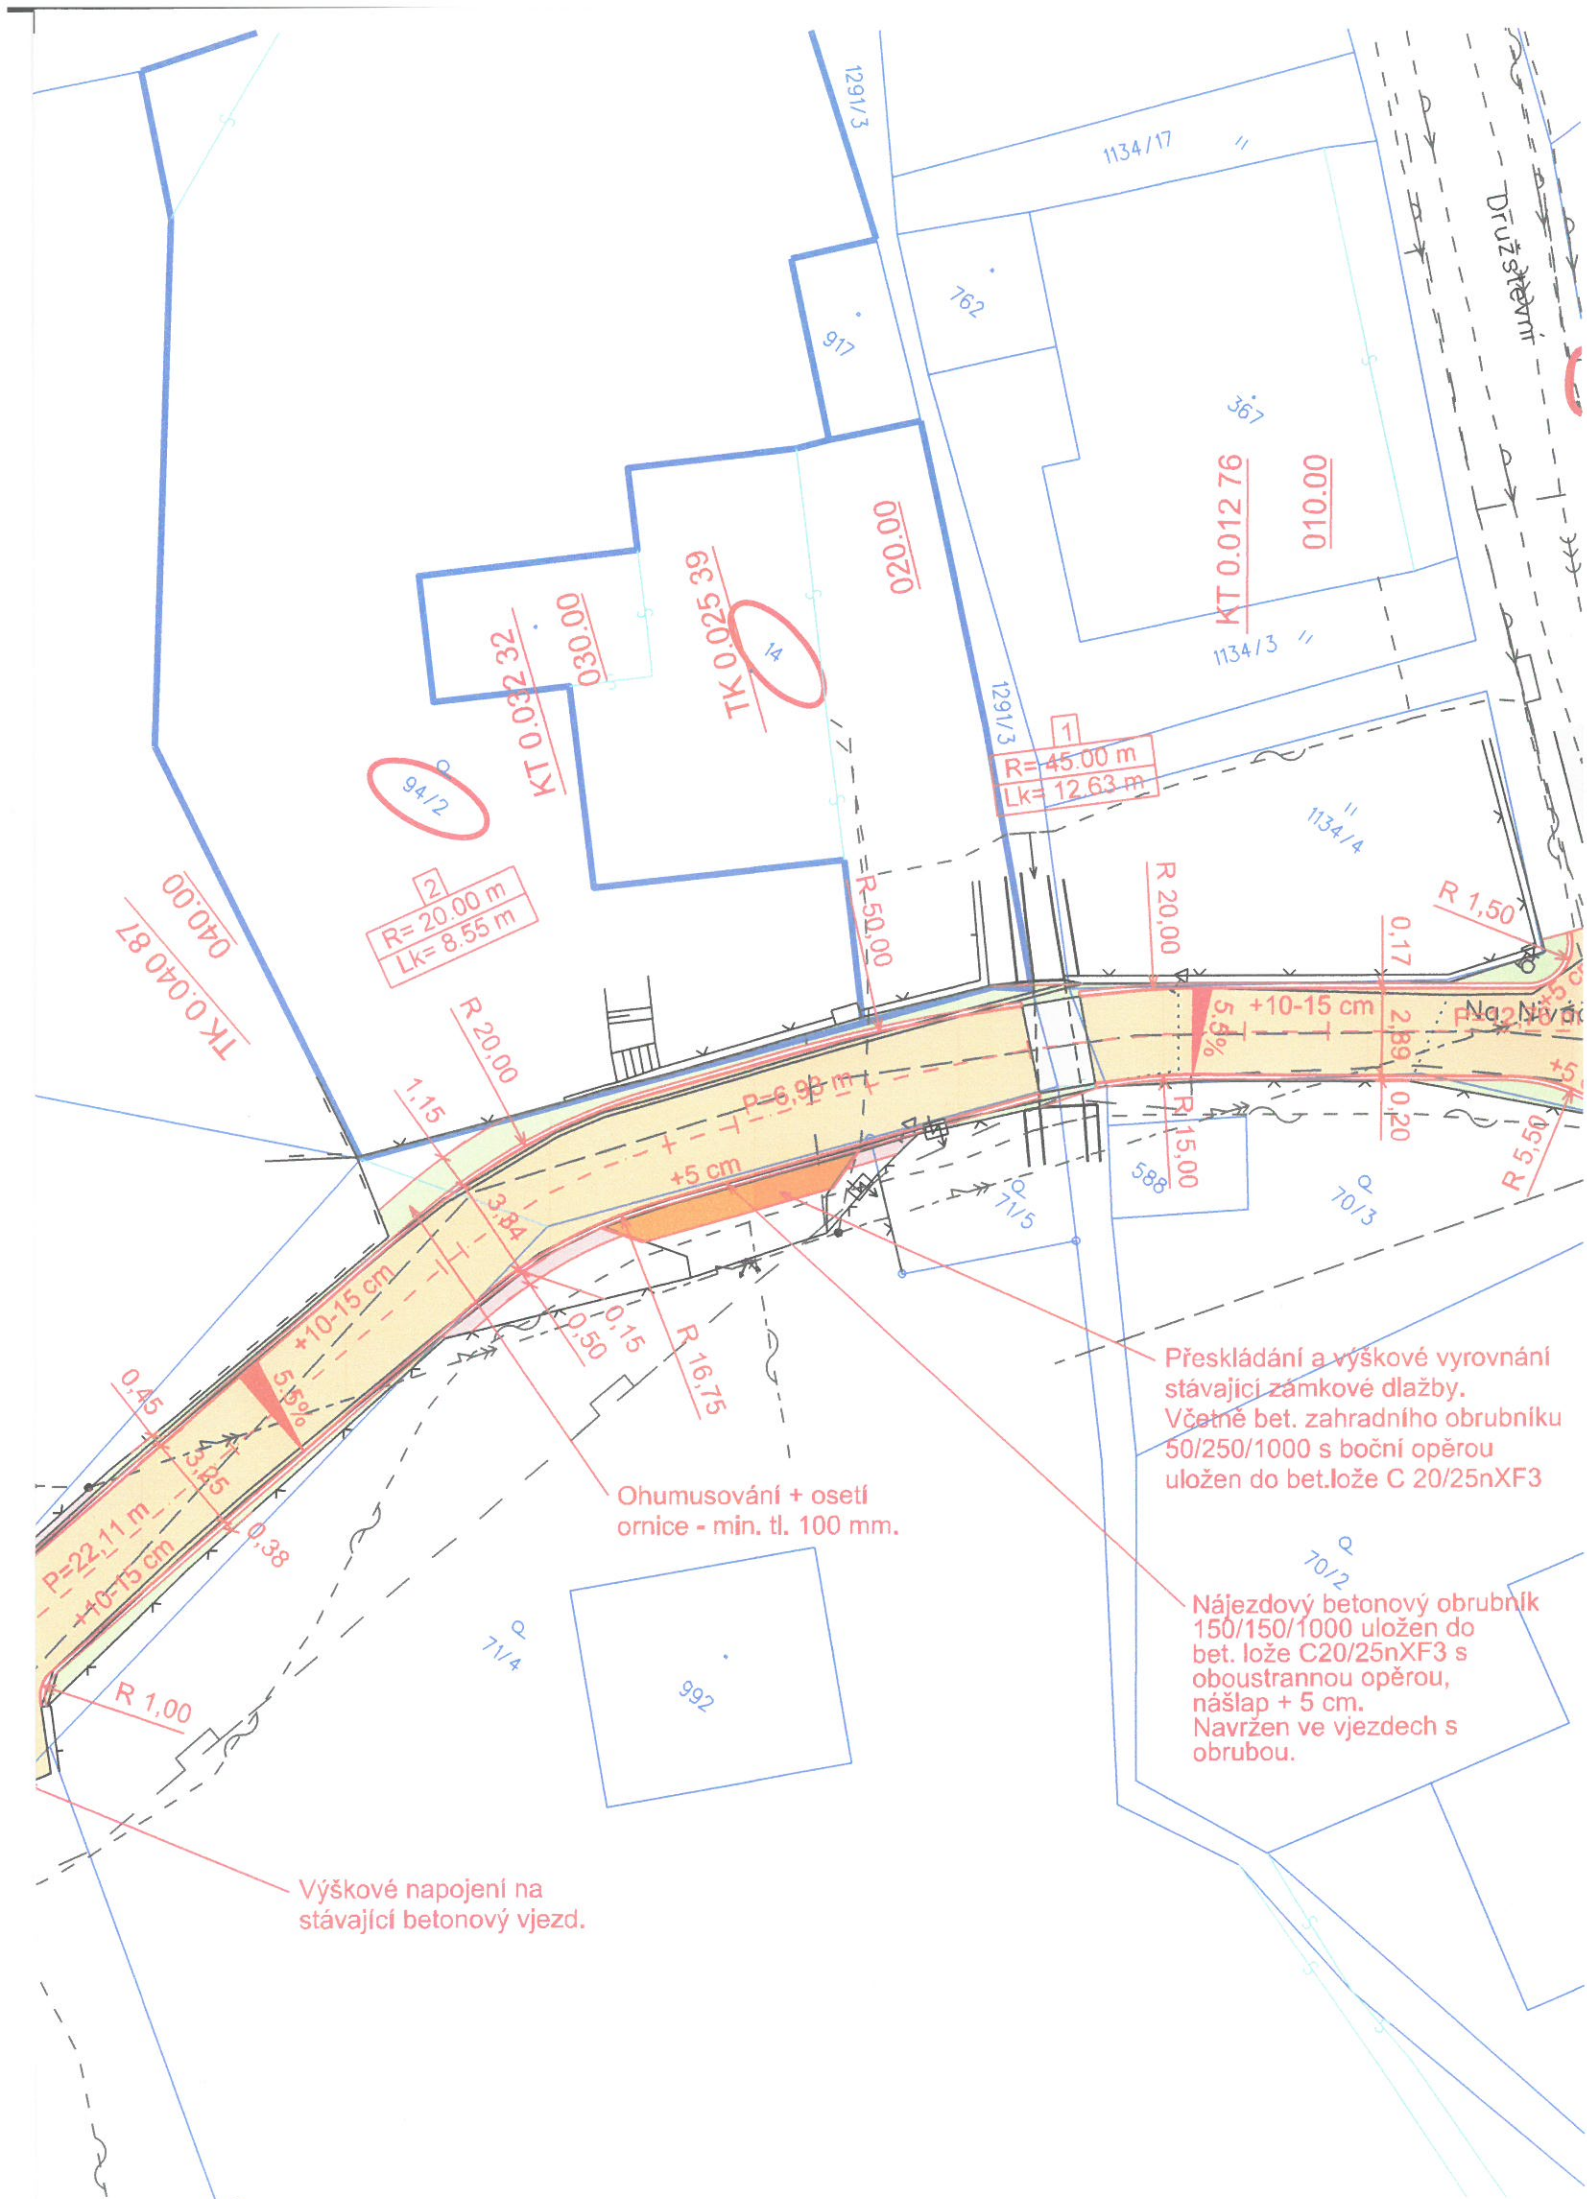 1291/3
1134/17
Družstevní
762
917
367
KT 0.012 76
010.00
020.00
TK 0.025 39
14
030.00
KT 0.032 32
1134/3
1291/3
1
R= 45.00 m
Lk= 12.63 m
94/2
1134/4
2
R= 20.00 m
Lk= 8.55 m
040.00
TK 0.040 87
R 50,00
R 20,00
0,17
R 1,50
R 20,00
+10-15 cm
5.5%
2,89
+5
1,15
P=6,93 m
+5 cm
R 15,00
0,20
R 5,50
588
71/5
70/3
3,84
+10-15 cm
0,15
0,50
R 16,75
5.5%
0,45
3,25
0,38
P=22,11 m
+10-15 cm
R 1,00
Přeskládání a výškové vyrovnání
stávající zámkové dlažby.
Včetně bet. zahradního obrubníku
50/250/1000 s boční opěrou
uložen do bet.lože C 20/25nXF3
Ohumusování + osetí
ornice - min. tl. 100 mm.
70/2
Nájezdový betonový obrubník
150/150/1000 uložen do
bet. lože C20/25nXF3 s
oboustrannou opěrou,
nášlap + 5 cm.
Navržen ve vjezdech s
obrubou.
71/4
992
Výškové napojení na
stávající betonový vjezd.